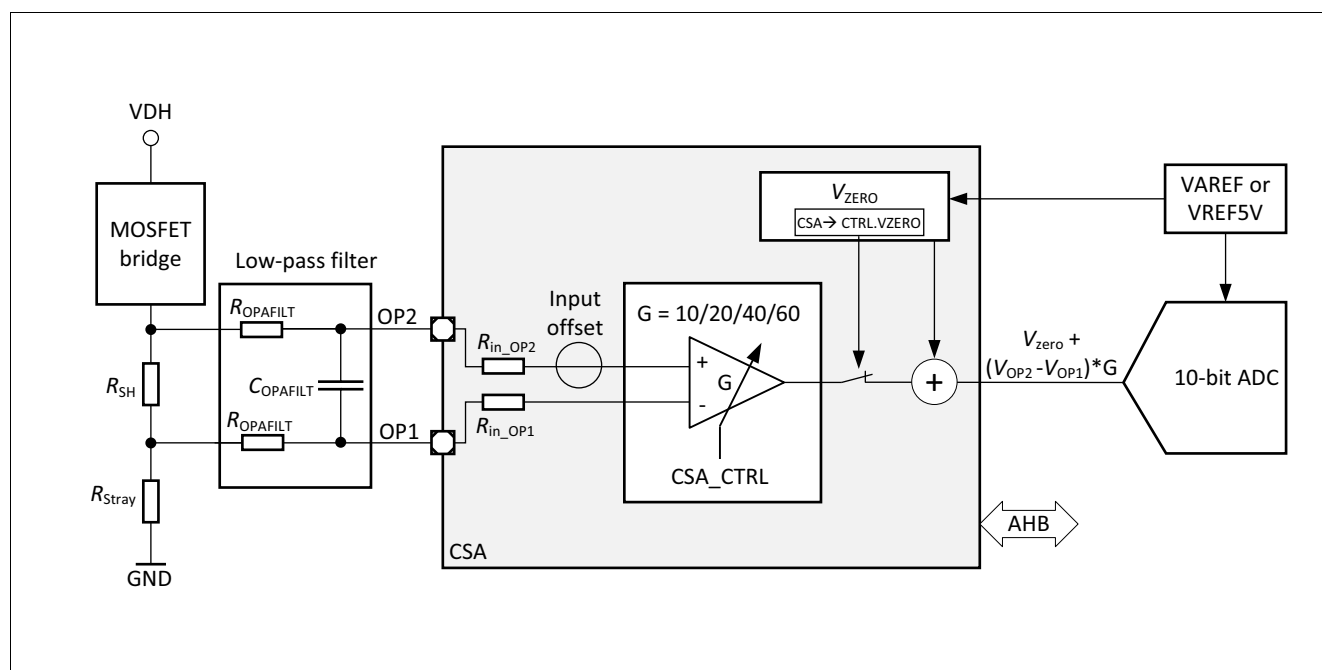 VDH
MOSFET
bridge
Low-pass filter
R_OPAFILT
OP2
R_SH
C_OPAFILT
R_OPAFILT
OP1
R_Stray
GND
R_in_OP2
R_in_OP1
Input
offset
G = 10/20/40/60
+
G
-
CSA_CTRL
V_ZERO
CSA→ CTRL.VZERO
+
CSA
AHB
V_zero +
(V_OP2 -V_OP1)*G
VAREF or
VREF5V
10-bit ADC